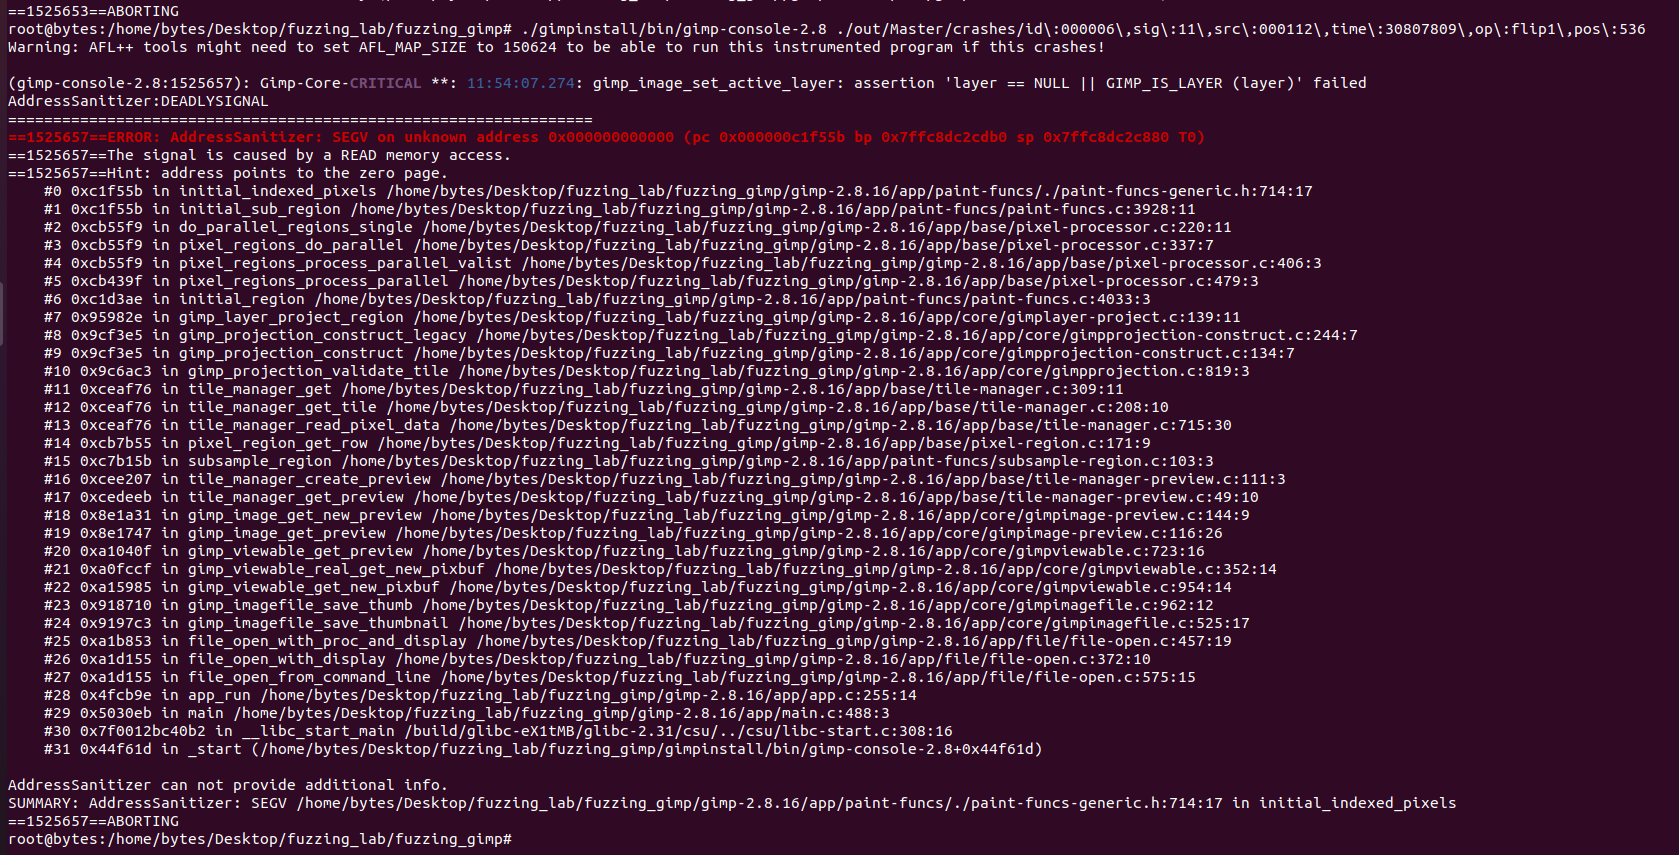 ==1525653==ABORTING
root@bytes:/home/bytes/Desktop/fuzzing_lab/fuzzing_gimp# ./gimpinstall/bin/gimp-console-2.8 ./out/Master/crashes/id\:000006\,sig\:11\,src\:000112\,time\:30807809\,op\:flip1\,pos\:536
Warning: AFL++ tools might need to set AFL_MAP_SIZE to 150624 to be able to run this instrumented program if this crashes!
(gimp-console-2.8:1525657): Gimp-Core-CRITICAL **: 11:54:07.274: gimp_image_set_active_layer: assertion 'layer == NULL || GIMP_IS_LAYER (layer)' failed
AddressSanitizer:DEADLYSIGNAL
=================================================================
==1525657==ERROR: AddressSanitizer: SEGV on unknown address 0x000000000000 (pc 0x000000c1f55b bp 0x7ffc8dc2cdb0 sp 0x7ffc8dc2c880 T0)
==1525657==The signal is caused by a READ memory access.
==1525657==Hint: address points to the zero page.
#0 0xc1f55b in initial_indexed_pixels /home/bytes/Desktop/fuzzing_lab/fuzzing_gimp/gimp-2.8.16/app/paint-funcs/./paint-funcs-generic.h:714:17
#1 0xc1f55b in initial_sub_region /home/bytes/Desktop/fuzzing_lab/fuzzing_gimp/gimp-2.8.16/app/paint-funcs/paint-funcs.c:3928:11
#2 0xcb55f9 in do_parallel_regions_single /home/bytes/Desktop/fuzzing_lab/fuzzing_gimp/gimp-2.8.16/app/base/pixel-processor.c:220:11
#3 0xcb55f9 in pixel_regions_do_parallel /home/bytes/Desktop/fuzzing_lab/fuzzing_gimp/gimp-2.8.16/app/base/pixel-processor.c:337:7
#4 0xcb55f9 in pixel_regions_process_parallel_valist /home/bytes/Desktop/fuzzing_lab/fuzzing_gimp/gimp-2.8.16/app/base/pixel-processor.c:406:3
#5 0xcb439f in pixel_regions_process_parallel /home/bytes/Desktop/fuzzing_lab/fuzzing_gimp/gimp-2.8.16/app/base/pixel-processor.c:479:3
#6 0xc1d3ae in initial_region /home/bytes/Desktop/fuzzing_lab/fuzzing_gimp/gimp-2.8.16/app/paint-funcs/paint-funcs.c:4033:3
#7 0x95982e in gimp_layer_project_region /home/bytes/Desktop/fuzzing_lab/fuzzing_gimp/gimp-2.8.16/app/core/gimplayer-project.c:139:11
#8 0x9cf3e5 in gimp_projection_construct_legacy /home/bytes/Desktop/fuzzing_lab/fuzzing_gimp/gimp-2.8.16/app/core/gimpprojection-construct.c:244:7
#9 0x9cf3e5 in gimp_projection_construct /home/bytes/Desktop/fuzzing_lab/fuzzing_gimp/gimp-2.8.16/app/core/gimpprojection-construct.c:134:7
#10 0x9c6ac3 in gimp_projection_validate_tile /home/bytes/Desktop/fuzzing_lab/fuzzing_gimp/gimp-2.8.16/app/core/gimpprojection.c:819:3
#11 0xceaf76 in tile_manager_get /home/bytes/Desktop/fuzzing_lab/fuzzing_gimp/gimp-2.8.16/app/base/tile-manager.c:309:11
#12 0xceaf76 in tile_manager_get_tile /home/bytes/Desktop/fuzzing_lab/fuzzing_gimp/gimp-2.8.16/app/base/tile-manager.c:208:10
#13 0xceaf76 in tile_manager_read_pixel_data /home/bytes/Desktop/fuzzing_lab/fuzzing_gimp/gimp-2.8.16/app/base/tile-manager.c:715:30
#14 0xcb7b55 in pixel_region_get_row /home/bytes/Desktop/fuzzing_lab/fuzzing_gimp/gimp-2.8.16/app/base/pixel-region.c:171:9
#15 0xc7b15b in subsample_region /home/bytes/Desktop/fuzzing_lab/fuzzing_gimp/gimp-2.8.16/app/paint-funcs/subsample-region.c:103:3
#16 0xcee207 in tile_manager_create_preview /home/bytes/Desktop/fuzzing_lab/fuzzing_gimp/gimp-2.8.16/app/base/tile-manager-preview.c:111:3
#17 0xcedeeb in tile_manager_get_preview /home/bytes/Desktop/fuzzing_lab/fuzzing_gimp/gimp-2.8.16/app/base/tile-manager-preview.c:49:10
#18 0x8e1a31 in gimp_image_get_new_preview /home/bytes/Desktop/fuzzing_lab/fuzzing_gimp/gimp-2.8.16/app/core/gimpimage-preview.c:144:9
#19 0x8e1747 in gimp_image_get_preview /home/bytes/Desktop/fuzzing_lab/fuzzing_gimp/gimp-2.8.16/app/core/gimpimage-preview.c:116:26
#20 0xa1040f in gimp_viewable_get_preview /home/bytes/Desktop/fuzzing_lab/fuzzing_gimp/gimp-2.8.16/app/core/gimpviewable.c:723:16
#21 0xa0fccf in gimp_viewable_real_get_new_pixbuf /home/bytes/Desktop/fuzzing_lab/fuzzing_gimp/gimp-2.8.16/app/core/gimpviewable.c:352:14
#22 0xa15985 in gimp_viewable_get_new_pixbuf /home/bytes/Desktop/fuzzing_lab/fuzzing_gimp/gimp-2.8.16/app/core/gimpviewable.c:954:14
#23 0x918710 in gimp_imagefile_save_thumb /home/bytes/Desktop/fuzzing_lab/fuzzing_gimp/gimp-2.8.16/app/core/gimpimagefile.c:962:12
#24 0x9197c3 in gimp_imagefile_save_thumbnail /home/bytes/Desktop/fuzzing_lab/fuzzing_gimp/gimp-2.8.16/app/core/gimpimagefile.c:525:17
#25 0xa1b853 in file_open_with_proc_and_display /home/bytes/Desktop/fuzzing_lab/fuzzing_gimp/gimp-2.8.16/app/file/file-open.c:457:19
#26 0xa1d155 in file_open_with_display /home/bytes/Desktop/fuzzing_lab/fuzzing_gimp/gimp-2.8.16/app/file/file-open.c:372:10
#27 0xa1d155 in file_open_from_command_line /home/bytes/Desktop/fuzzing_lab/fuzzing_gimp/gimp-2.8.16/app/file/file-open.c:575:15
#28 0x4fcb9e in app_run /home/bytes/Desktop/fuzzing_lab/fuzzing_gimp/gimp-2.8.16/app/app.c:255:14
#29 0x5030eb in main /home/bytes/Desktop/fuzzing_lab/fuzzing_gimp/gimp-2.8.16/app/main.c:488:3
#30 0x7f0012bc40b2 in __libc_start_main /build/glibc-eX1tMB/glibc-2.31/csu/../csu/libc-start.c:308:16
#31 0x44f61d in _start (/home/bytes/Desktop/fuzzing_lab/fuzzing_gimp/gimpinstall/bin/gimp-console-2.8+0x44f61d)
AddressSanitizer can not provide additional info.
SUMMARY: AddressSanitizer: SEGV /home/bytes/Desktop/fuzzing_lab/fuzzing_gimp/gimp-2.8.16/app/paint-funcs/./paint-funcs-generic.h:714:17 in initial_indexed_pixels
==1525657==ABORTING
root@bytes:/home/bytes/Desktop/fuzzing_lab/fuzzing_gimp#